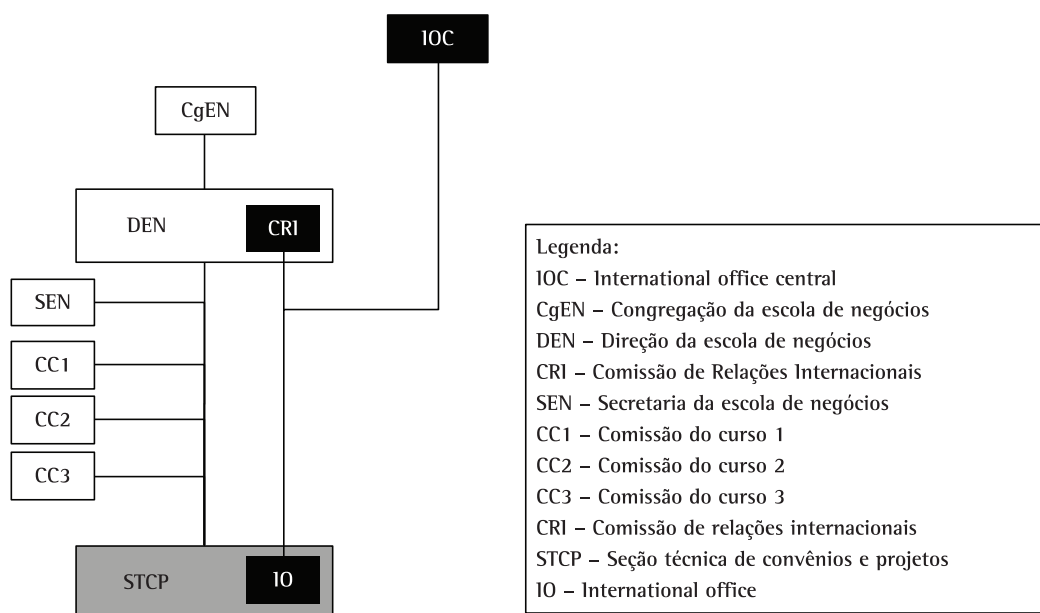 IOC
CgEN
DEN
CRI
SEN
CC1
CC2
CC3
STCP
IO
Legenda:
IOC – International office central
CgEN – Congregação da escola de negócios
DEN – Direção da escola de negócios
CRI – Comissão de Relações Internacionais
SEN – Secretaria da escola de negócios
CC1 – Comissão do curso 1
CC2 – Comissão do curso 2
CC3 – Comissão do curso 3
CRI – Comissão de relações internacionais
STCP – Seção técnica de convênios e projetos
IO – International office